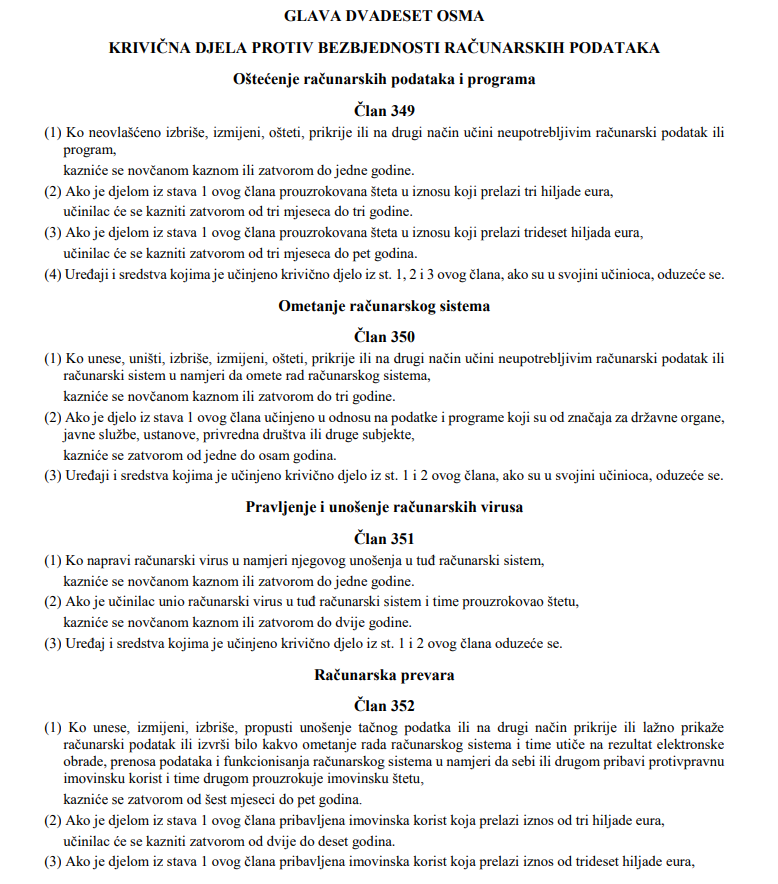 GLAVA DVADESET OSMA
KRIVIČNA DJELA PROTIV BEZBJEDNOSTI RAČUNARSKIH PODATAKA
Oštećenje računarskih podataka i programa
Član 349
(1) Ko neovlašćeno izbriše, izmijeni, ošteti, prikrije ili na drugi način učini neupotrebljivim računarski podatak ili
program,
kazniće se novčanom kaznom ili zatvorom do jedne godine.
(2) Ako je djelom iz stava 1 ovog člana prouzrokovana šteta u iznosu koji prelazi tri hiljade eura,
učinilac će se kazniti zatvorom od tri mjeseca do tri godine.
(3) Ako je djelom iz stava 1 ovog člana prouzrokovana šteta u iznosu koji prelazi trideset hiljada eura,
učinilac će se kazniti zatvorom od tri mjeseca do pet godina.
(4) Uređaji i sredstva kojima je učinjeno krivično djelo iz st. 1, 2 i 3 ovog člana, ako su u svojini učinioca, oduzeće se.
Ometanje računarskog sistema
Član 350
(1) Ko unese, uništi, izbriše, izmijeni, ošteti, prikrije ili na drugi način učini neupotrebljivim računarski podatak ili
računarski sistem u namjeri da omete rad računarskog sistema,
kazniće se novčanom kaznom ili zatvorom do tri godine.
(2) Ako je djelo iz stava 1 ovog člana učinjeno u odnosu na podatke i programe koji su od značaja za državne organe,
javne službe, ustanove, privredna društva ili druge subjekte,
kazniće se zatvorom od jedne do osam godina.
(3) Uređaji i sredstva kojima je učinjeno krivično djelo iz st. 1 i 2 ovog člana, ako su u svojini učinioca, oduzeće se.
Pravljenje i unošenje računarskih virusa
Član 351
(1) Ko napravi računarski virus u namjeri njegovog unošenja u tuđ računarski sistem,
kazniće se novčanom kaznom ili zatvorom do jedne godine.
(2) Ako je učinilac unio računarski virus u tuđ računarski sistem i time prouzrokovao štetu,
kazniće se novčanom kaznom ili zatvorom do dvije godine.
(3) Uređaj i sredstva kojima je učinjeno krivično djelo iz st. 1 i 2 ovog člana oduzeće se.
Računarska prevara
Član 352
(1) Ko unese, izmijeni, izbriše, propusti unošenje tačnog podatka ili na drugi način prikrije ili lažno prikaže
računarski podatak ili izvrši bilo kakvo ometanje rada računarskog sistema i time utiče na rezultat elektronske
obrade, prenosa podataka i funkcionisanja računarskog sistema u namjeri da sebi ili drugom pribavi protivpravnu
imovinsku korist i time drugom prouzrokuje imovinsku štetu,
kazniće se zatvorom od šest mjeseci do pet godina.
(2) Ako je djelom iz stava 1 ovog člana pribavljena imovinska korist koja prelazi iznos od tri hiljade eura,
učinilac će se kazniti zatvorom od dvije do deset godina.
(3) Ako je djelom iz stava 1 ovog člana pribavljena imovinska korist koja prelazi iznos od trideset hiljade eura,